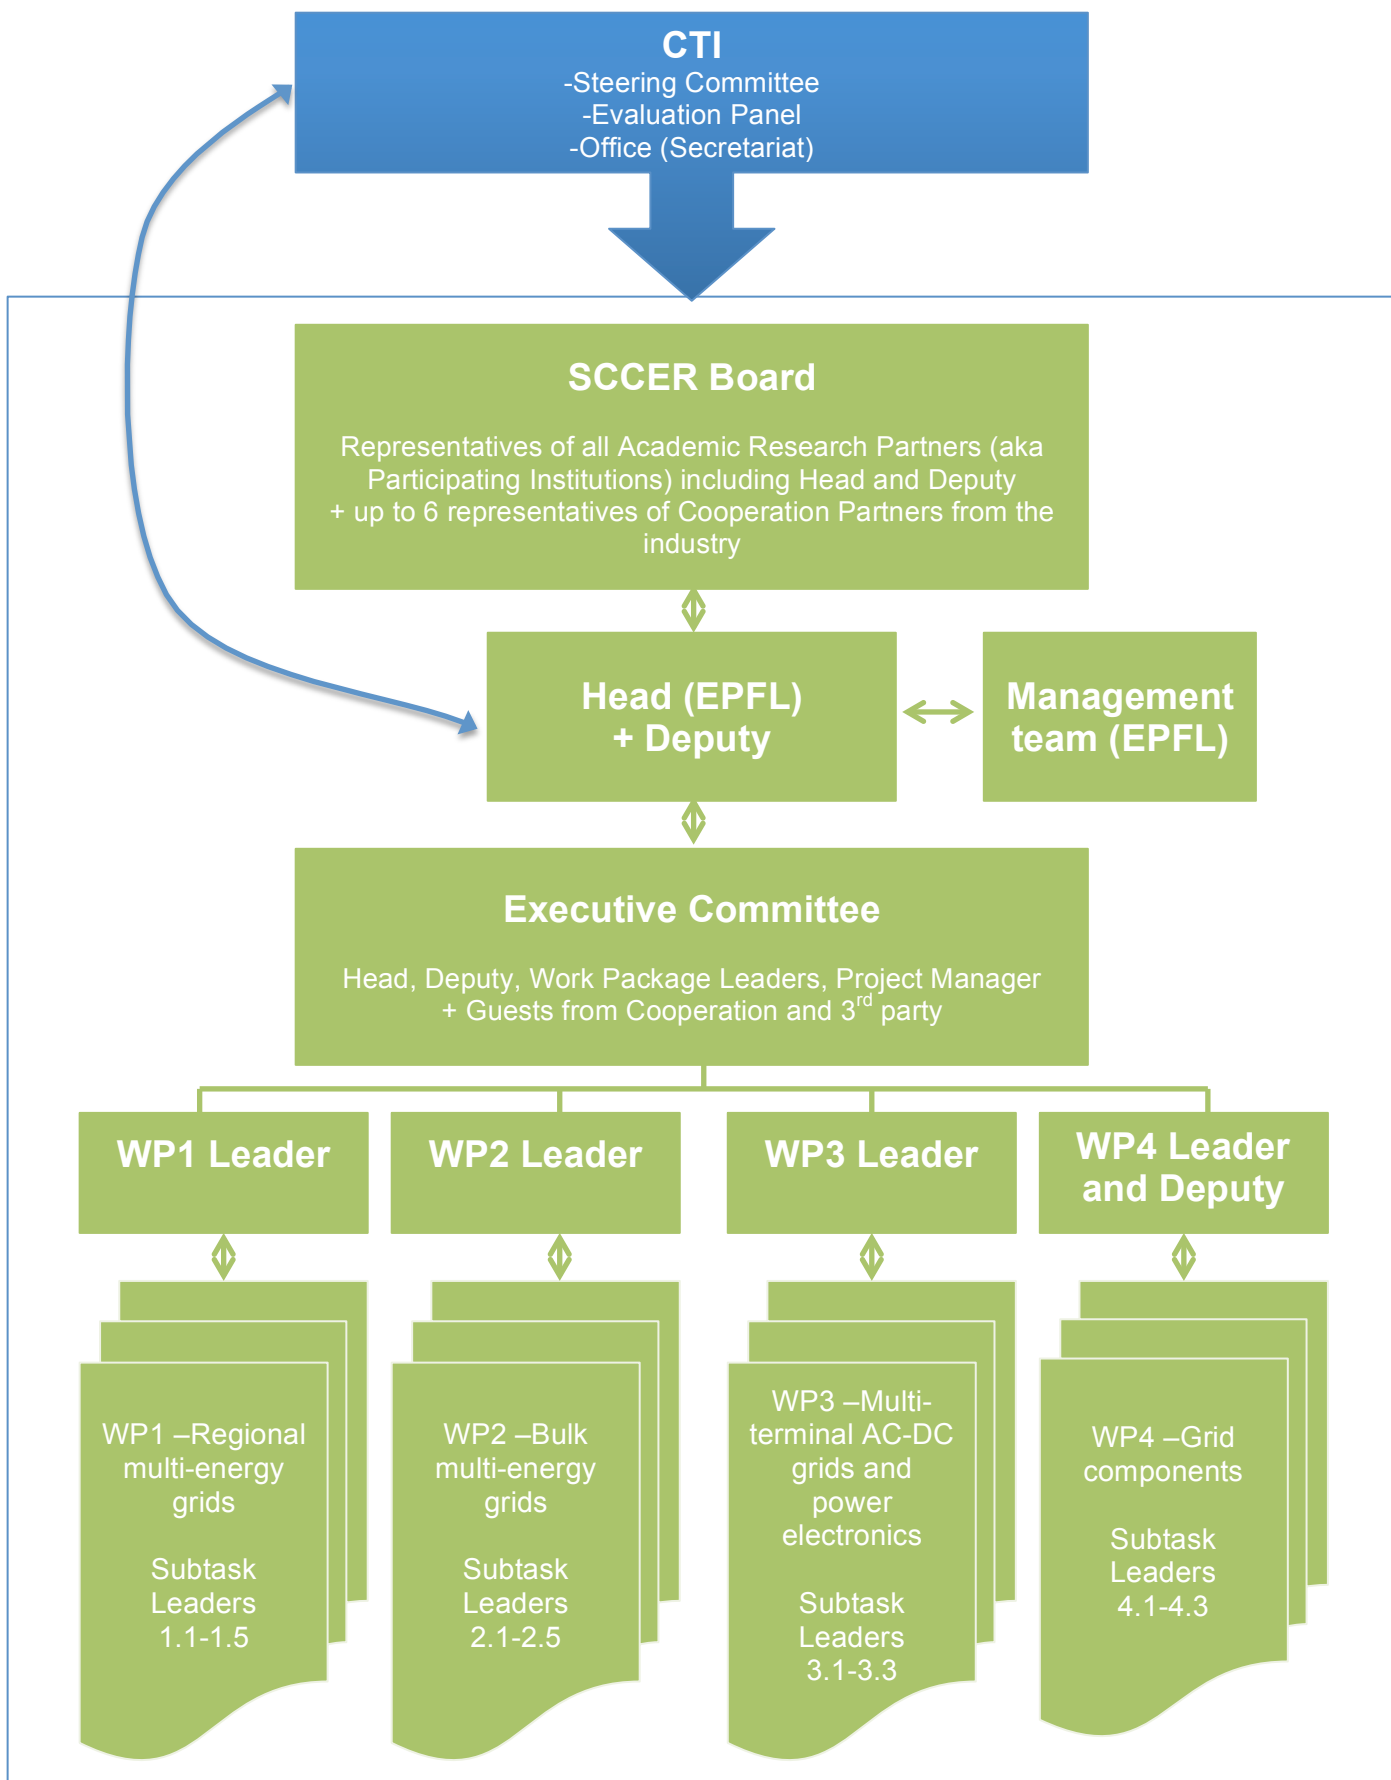 CTI
-Steering Committee
-Evaluation Panel
-Office (Secretariat)
SCCER Board
Representatives of all Academic Research Partners (aka
Participating Institutions) including Head and Deputy
+ up to 6 representatives of Cooperation Partners from the
industry
Head (EPFL)
+ Deputy
Management
team (EPFL)
Executive Committee
Head, Deputy, Work Package Leaders, Project Manager
+ Guests from Cooperation and 3rd party
WP1 Leader
WP2 Leader
WP3 Leader
WP4 Leader
and Deputy
WP1 –Regional
multi-energy
grids
Subtask
Leaders
1.1-1.5
WP2 –Bulk
multi-energy
grids
Subtask
Leaders
2.1-2.5
WP3 –Multi-
terminal AC-DC
grids and
power
electronics
Subtask
Leaders
3.1-3.3
WP4 –Grid
components
Subtask
Leaders
4.1-4.3